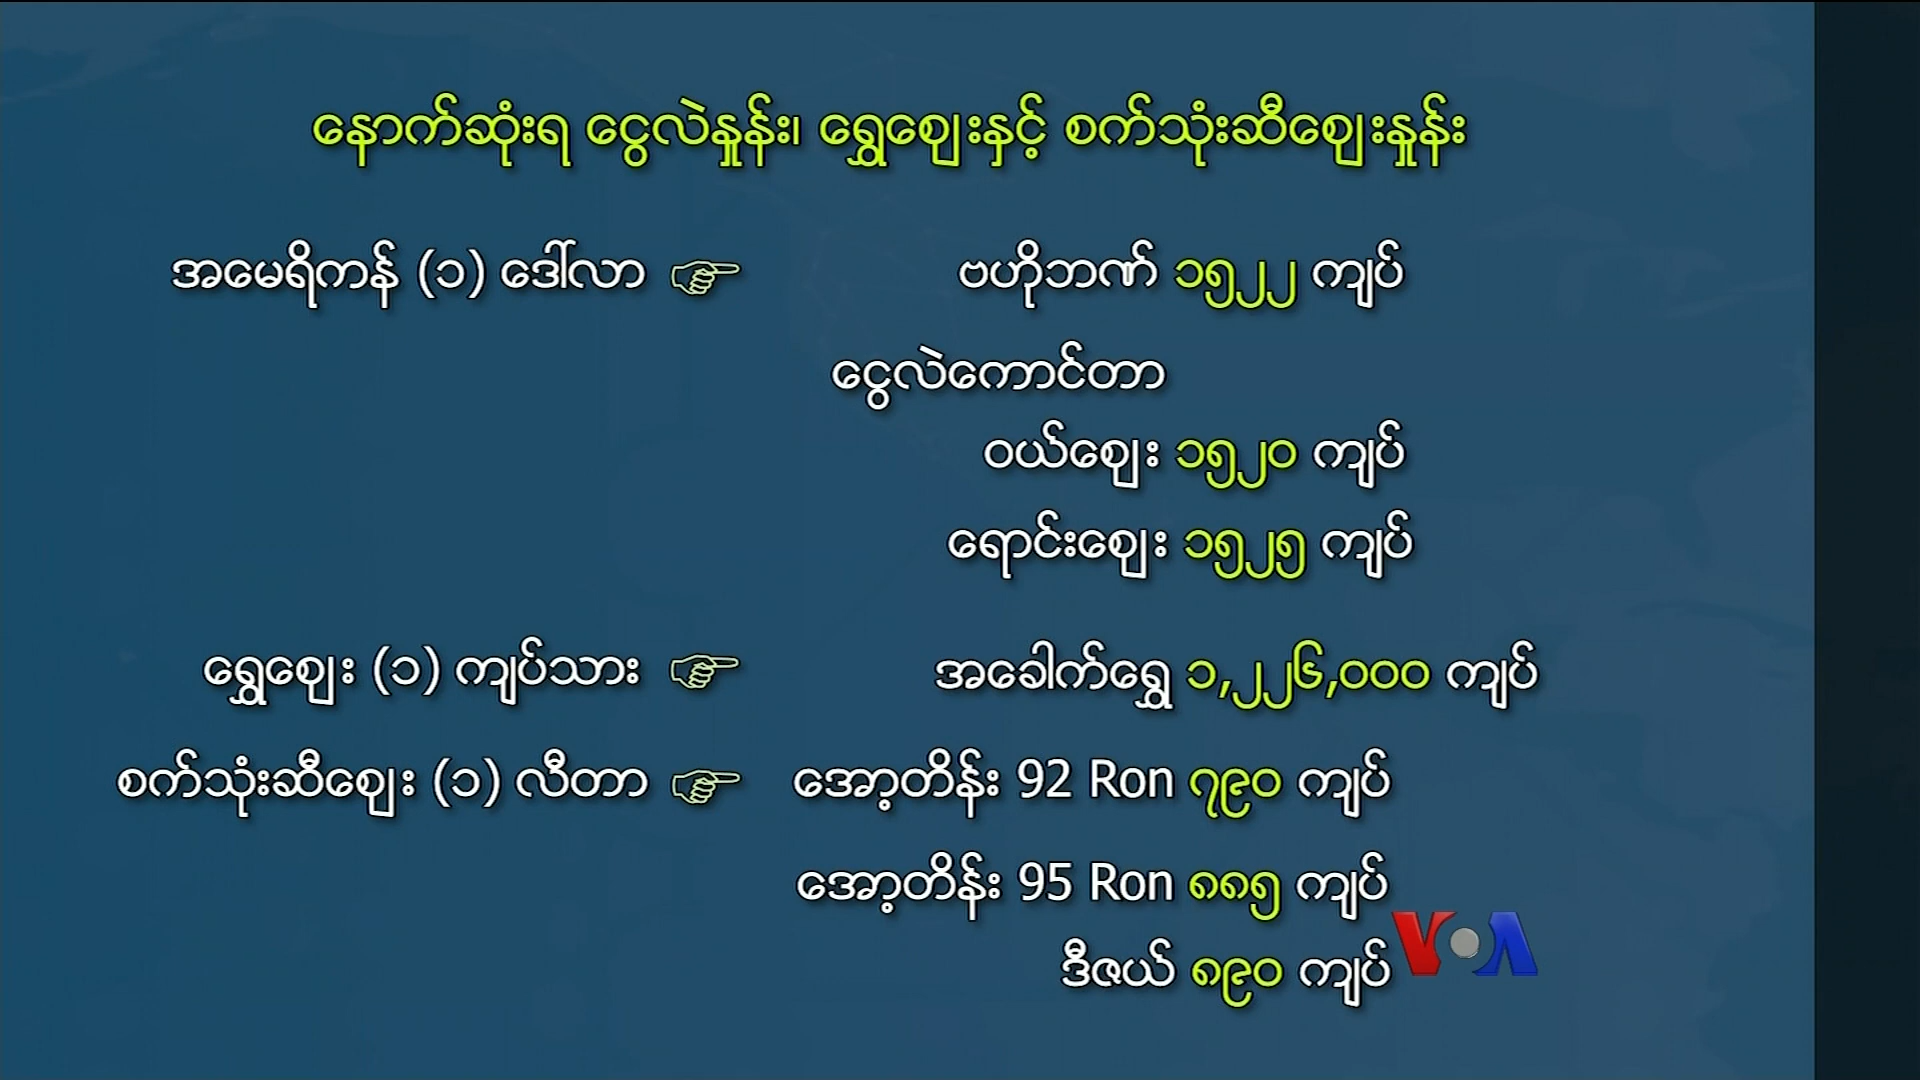 နောက်ဆုံးရ ငွေလဲနှုန်း၊ ရွှေဈေးနှင့် စက်သုံးဆီဈေးနှုန်း
အမေရိကန် (၁) ဒေါ်လာ ☞ ဗဟိုဘဏ် ၁၅၂၂ ကျပ်
ငွေလဲကောင်တာ
ဝယ်ဈေး ၁၅၂၀ ကျပ်
ရောင်းဈေး ၁၅၂၅ ကျပ်
ရွှေဈေး (၁) ကျပ်သား ☞ အခေါက်ရွှေ ၁,၂၂၆,၀၀၀ ကျပ်
စက်သုံးဆီဈေး (၁) လီတာ ☞ အော့တိန်း 92 Ron ၇၉၀ ကျပ်
အော့တိန်း 95 Ron ၈၈၅ ကျပ်
ဒီဇယ် ၈၉၀ ကျပ်
VOA